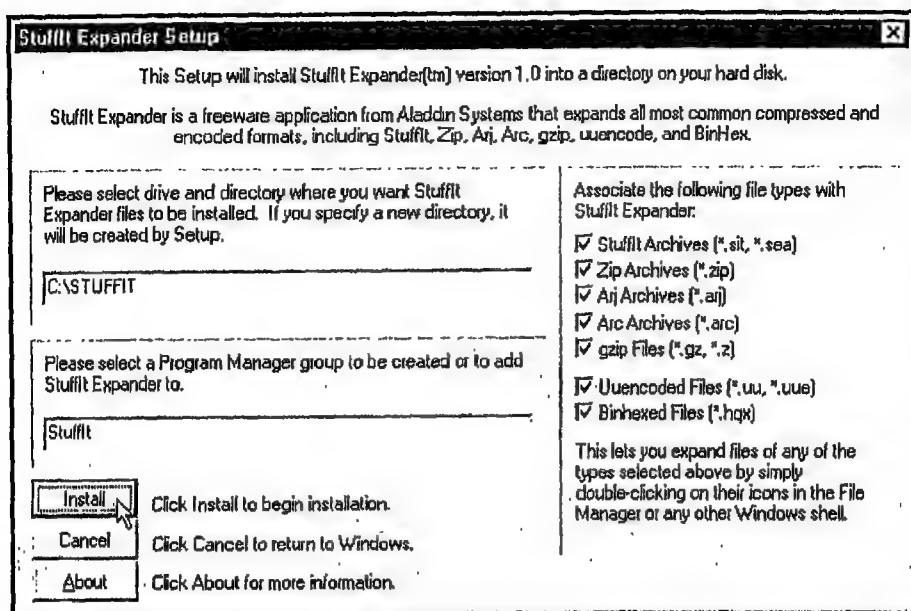 StuffIt Expander Setup
This Setup will install StuffIt Expander(tm) version 1.0 into a directory on your hard disk.
StuffIt Expander is a freeware application from Aladdin Systems that expands all most common compressed and
encoded formats, including StuffIt, Zip, Arj, Arc, gzip, uuencode, and BinHex.
Please select drive and directory where you want StuffIt
Expander files to be installed. If you specify a new directory, it
will be created by Setup.
C:\STUFFIT
Please select a Program Manager group to be created or to add
StuffIt Expander to.
StuffIt
Install Click Install to begin installation.
Cancel Click Cancel to return to Windows.
About Click About for more information.
Associate the following file types with
StuffIt Expander:
StuffIt Archives (*.sit, *.sea)
Zip Archives (*.zip)
Arj Archives (*.arj)
Arc Archives (*.arc)
gzip Files (*.gz, *.z)
Uuencoded Files (*.uu, *.uue)
Binhexed Files (*.hqx)
This lets you expand files of any of the
types selected above by simply
double-clicking on their icons in the File
Manager or any other Windows shell.